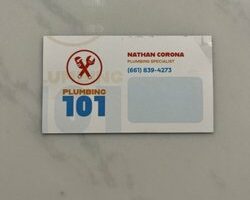 PLUMBING
101
NATHAN CORONA
PLUMBING SPECIALIST
(661) 839-4273